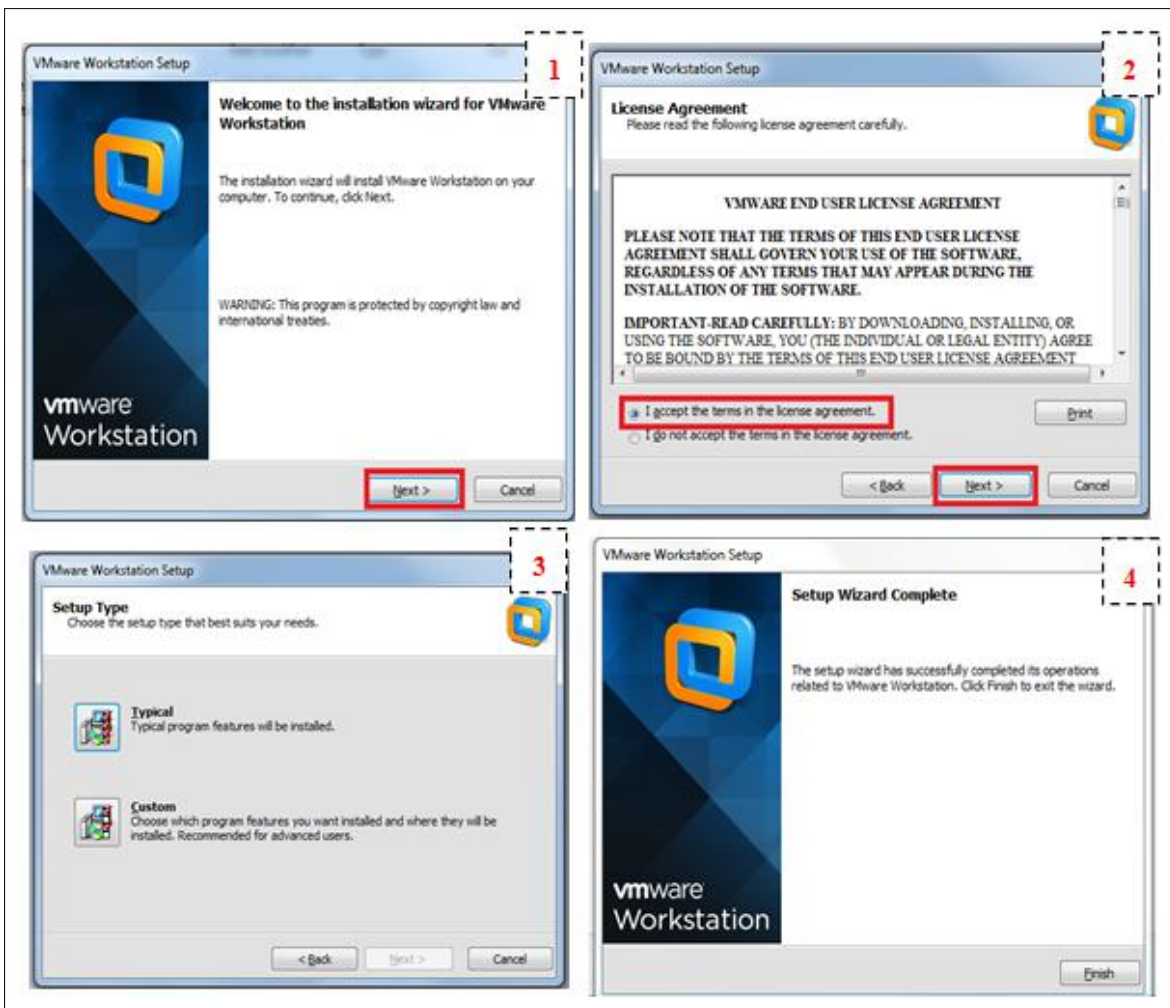 VMware Workstation Setup
1
Welcome to the installation wizard for VMware
Workstation
The installation wizard will install VMware Workstation on your
computer. To continue, click Next.
WARNING: This program is protected by copyright law and
international treaties.
vmware
Workstation
Next >
Cancel
VMware Workstation Setup
2
License Agreement
Please read the following license agreement carefully.
VMWARE END USER LICENSE AGREEMENT
PLEASE NOTE THAT THE TERMS OF THIS END USER LICENSE
AGREEMENT SHALL GOVERN YOUR USE OF THE SOFTWARE,
REGARDLESS OF ANY TERMS THAT MAY APPEAR DURING THE
INSTALLATION OF THE SOFTWARE.
IMPORTANT-READ CAREFULLY: BY DOWNLOADING, INSTALLING, OR
USING THE SOFTWARE, YOU (THE INDIVIDUAL OR LEGAL ENTITY) AGREE
TO BE BOUND BY THE TERMS OF THIS END USER LICENSE AGREEMENT
I accept the terms in the license agreement.
Print
I do not accept the terms in the license agreement.
< Back
Next >
Cancel
VMware Workstation Setup
3
Setup Type
Choose the setup type that best suits your needs.
Typical
Typical program features will be installed.
Custom
Choose which program features you want installed and where they will be
installed. Recommended for advanced users.
< Back
Next >
Cancel
VMware Workstation Setup
4
Setup Wizard Complete
The setup wizard has successfully completed its operations
related to VMware Workstation. Click Finish to exit the wizard.
vmware
Workstation
Finish